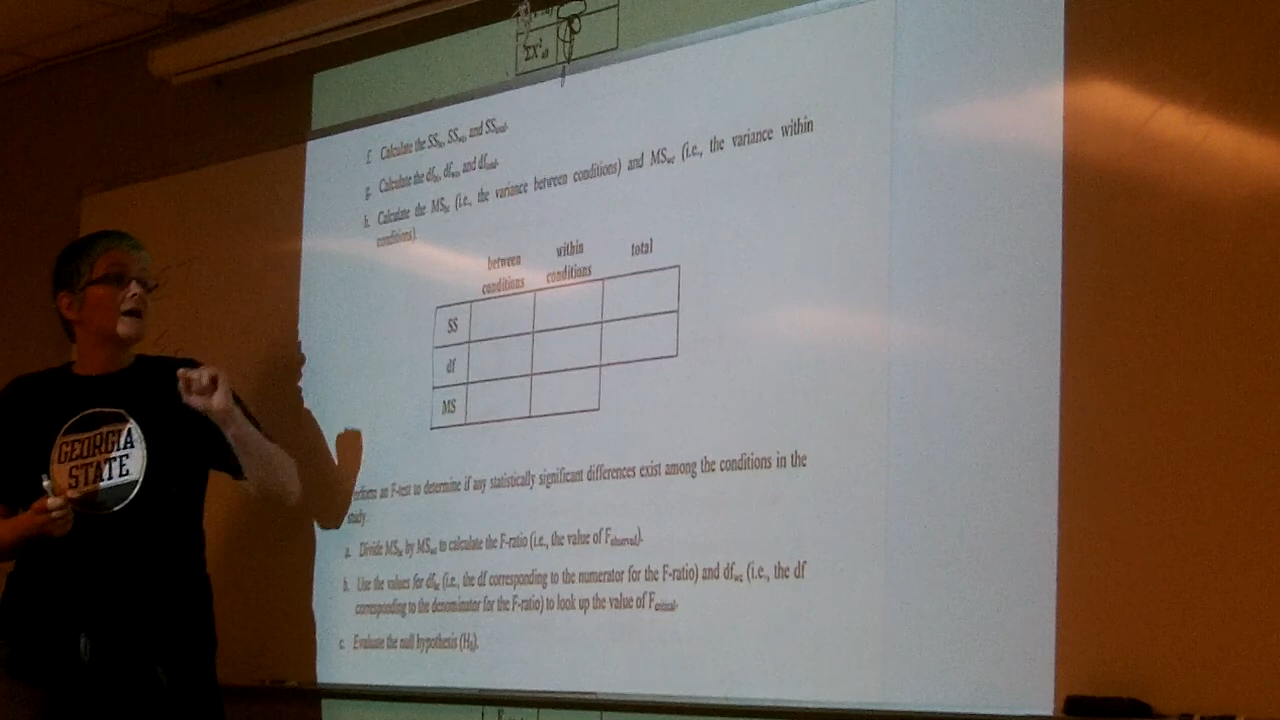 ΣX²
f. Calculate the SSbc, SSwc, and SStotal.
g. Calculate the dfbc, dfwc, and dftotal.
h. Calculate the MSbc (i.e., the variance between conditions) and MSwc (i.e., the variance within
conditions).
between conditions within conditions total
SS
df
MS
an F-test to determine if any statistically significant differences exist among the conditions in the
study.
a. Divide MSbc by MSwc to calculate the F-ratio (i.e., the value of Fobserved).
b. Use the values for dfbc (i.e., the df corresponding to the numerator for the F-ratio) and dfwc (i.e., the df
corresponding to the denominator for the F-ratio) to look up the value of Fcritical.
c. Evaluate the null hypothesis (H0).
GEORGIA
STATE